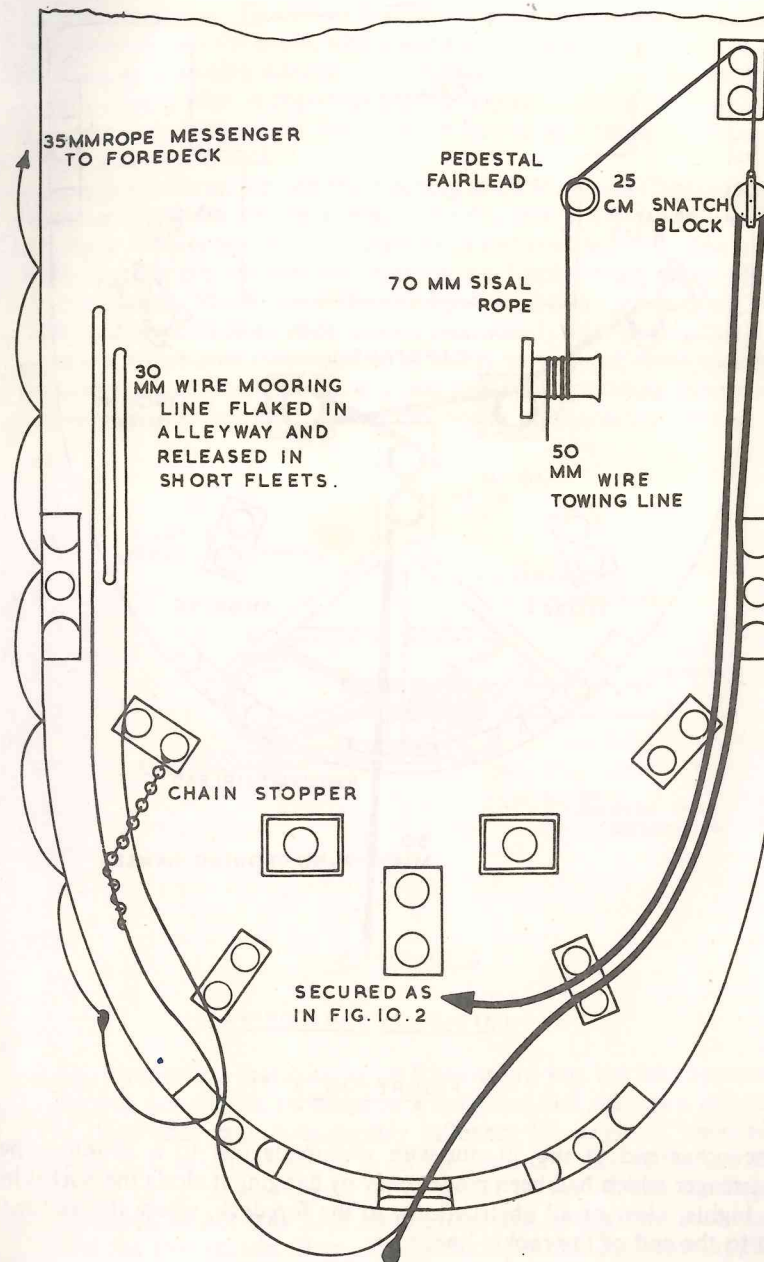 35MM ROPE MESSENGER
TO FOREDECK
PEDESTAL
FAIRLEAD
25
CM SNATCH
BLOCK
70 MM SISAL
ROPE
30
MM WIRE MOORING
LINE FLAKED IN
ALLEYWAY AND
RELEASED IN
SHORT FLEETS.
50
MM WIRE
TOWING LINE
CHAIN STOPPER
SECURED AS
IN FIG.10.2